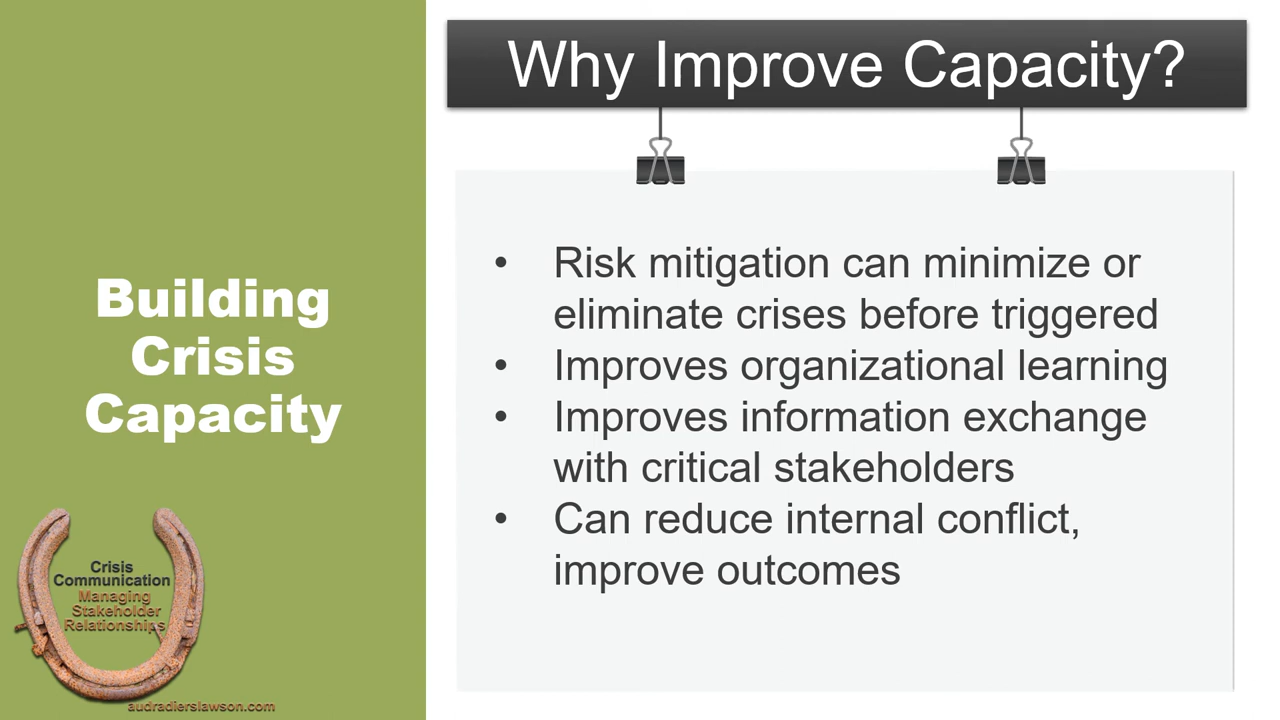 Why Improve Capacity?
Building
Crisis
Capacity
• Risk mitigation can minimize or
eliminate crises before triggered
• Improves organizational learning
• Improves information exchange
with critical stakeholders
• Can reduce internal conflict,
improve outcomes
Crisis
Communication
Managing
Stakeholder
Relationships
audradierslawson.com